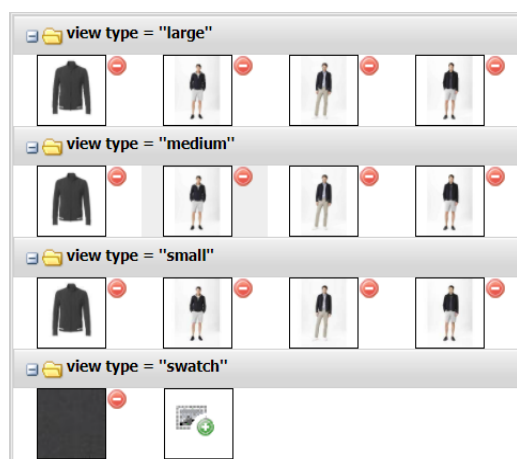 view type = "large"
view type = "medium"
view type = "small"
view type = "swatch"